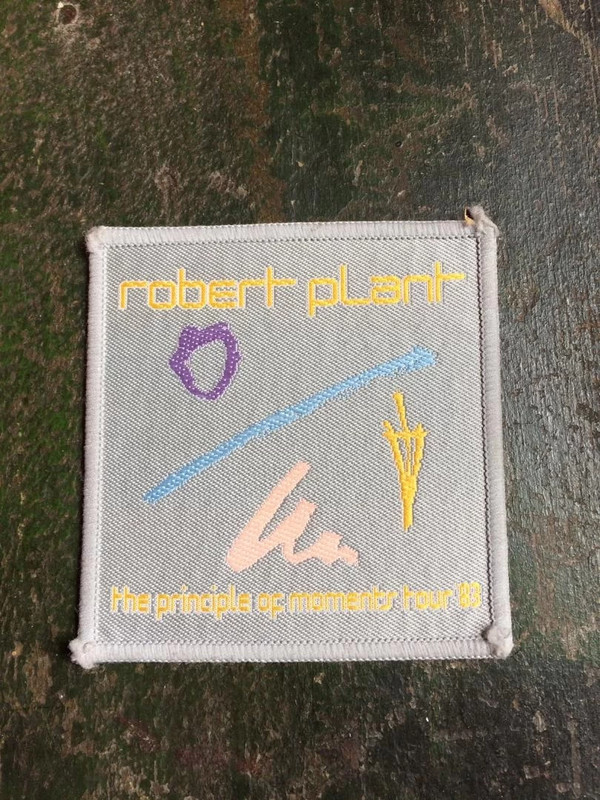 robert plant
the principle of moments tour 83